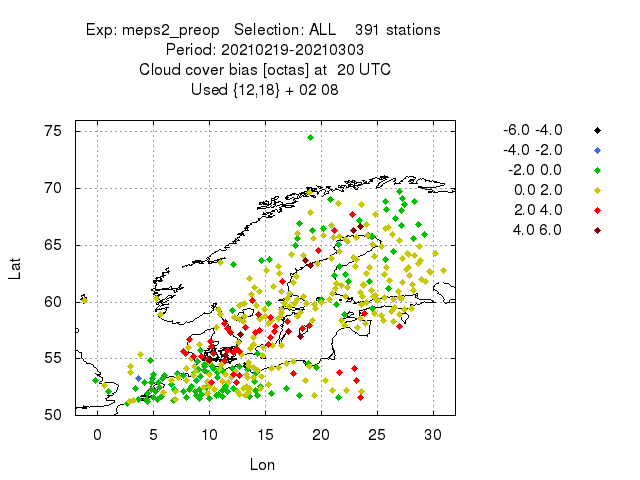 Exp: meps2_preop   Selection: ALL    391 stations
Period: 20210219-20210303
Cloud cover bias [octas] at  20 UTC
Used {12,18} + 02 08
-6.0 -4.0
-4.0 -2.0
-2.0 0.0
0.0 2.0
2.0 4.0
4.0 6.0
Lat
75
70
65
60
55
50
0 5 10 15 20 25 30
Lon